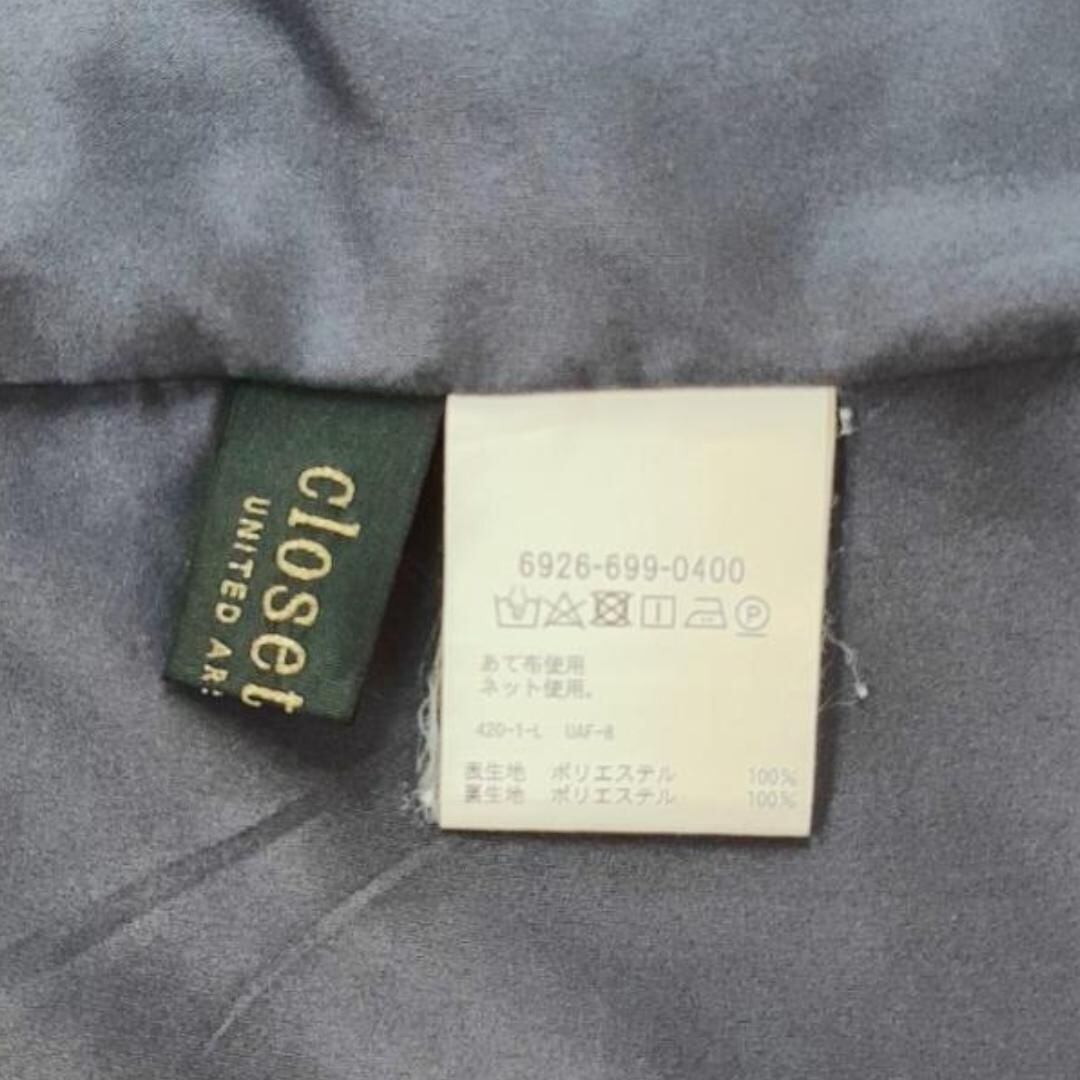 closet
UNITED AR
6926-699-0400
P
あて布使用
ネット使用。
420-1-L UAF-8
表生地 ポリエステル 100%
裏生地 ポリエステル 100%